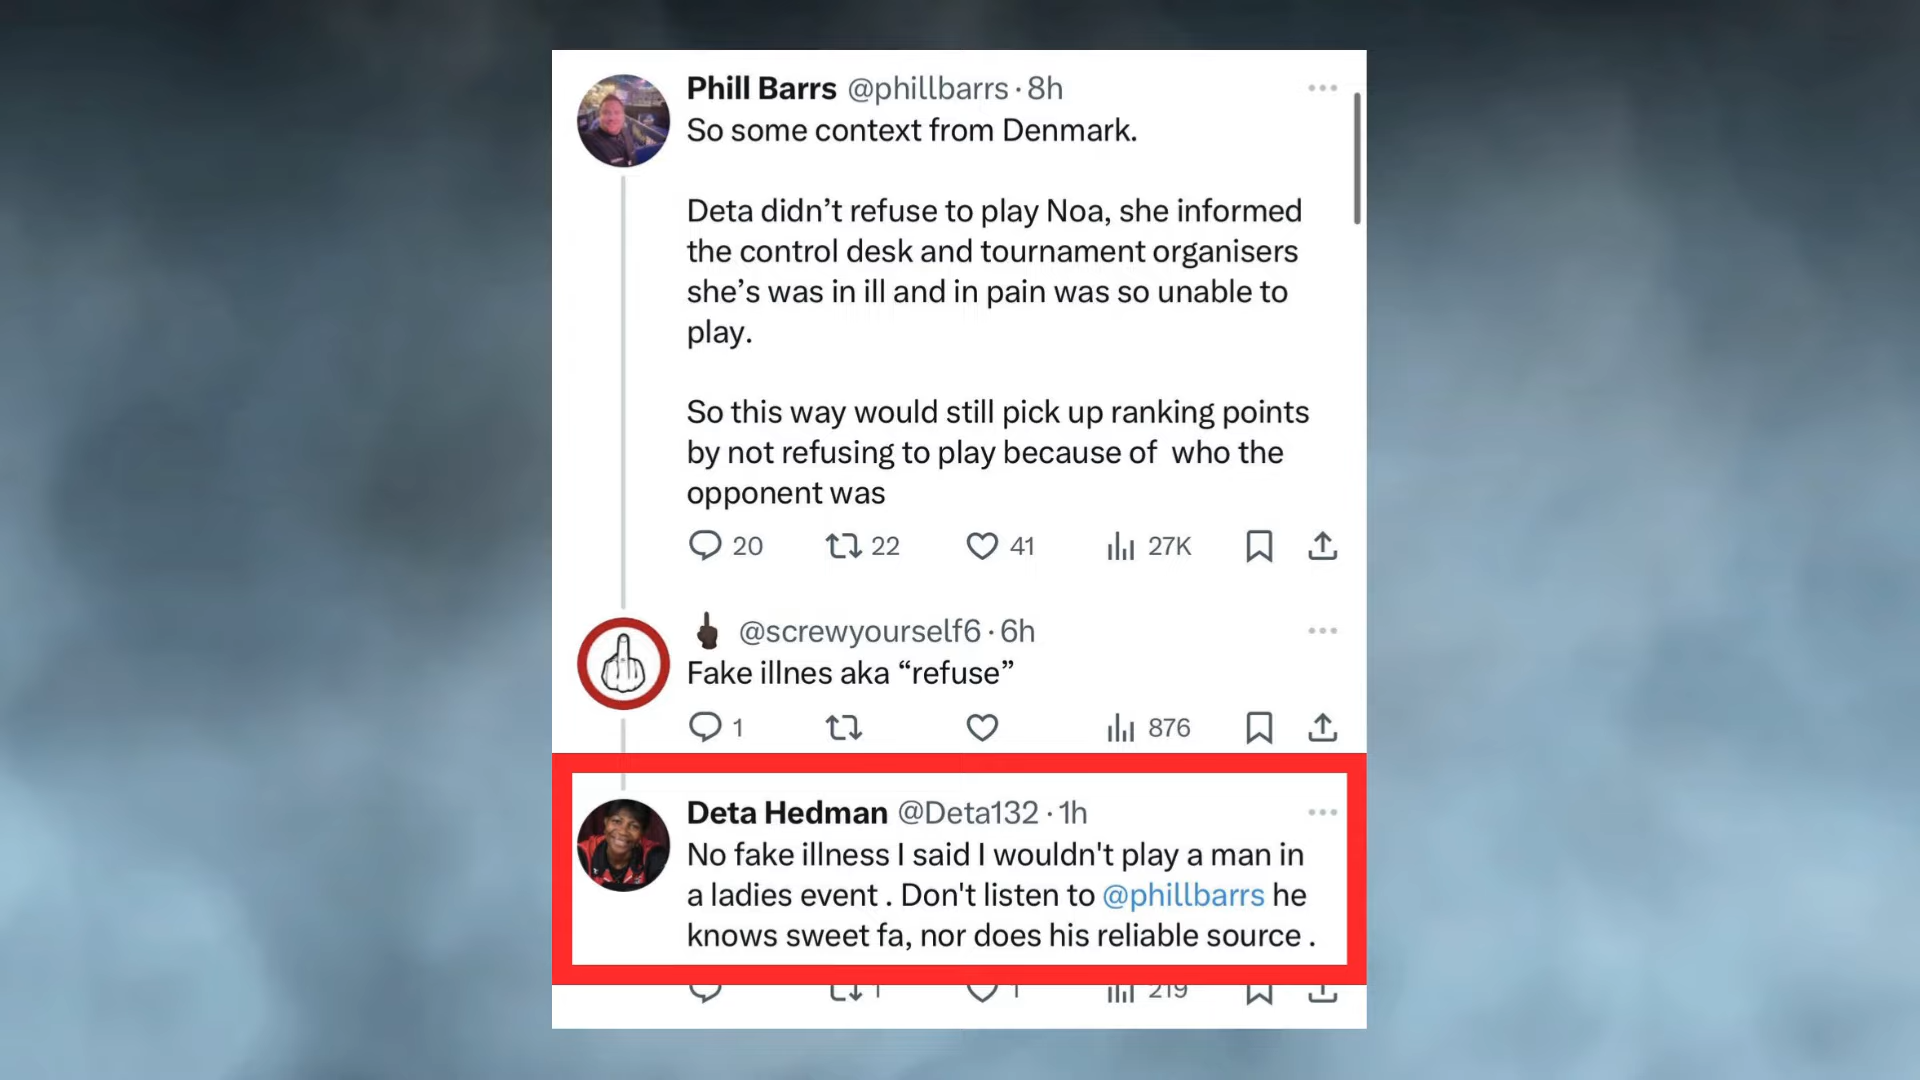 Phill Barrs @phillbarrs · 8h
So some context from Denmark.
Deta didn’t refuse to play Noa, she informed
the control desk and tournament organisers
she’s was in ill and in pain was so unable to
play.
So this way would still pick up ranking points
by not refusing to play because of who the
opponent was
20 22 41 27K
@screwyourself6 · 6h
Fake illnes aka “refuse”
1 876
Deta Hedman @Deta132 · 1h
No fake illness I said I wouldn't play a man in
a ladies event . Don't listen to @phillbarrs he
knows sweet fa, nor does his reliable source .
1 1 219